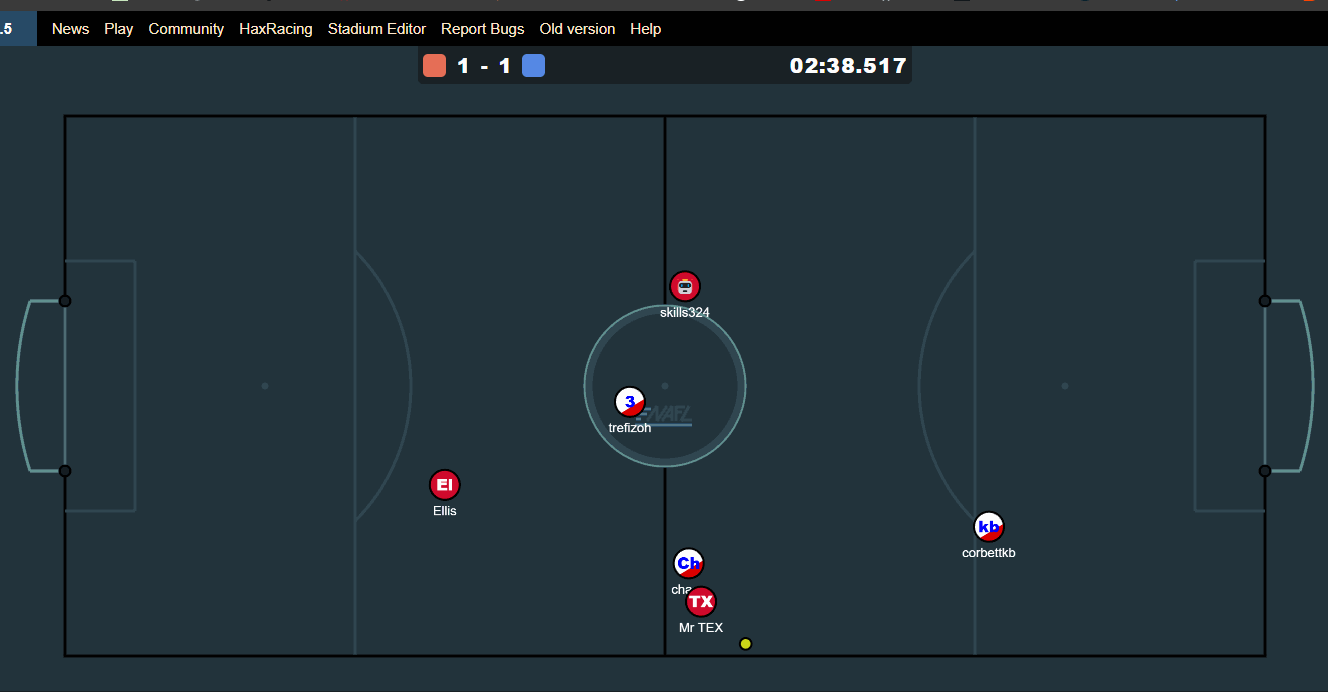 .5 News Play Community HaxRacing Stadium Editor Report Bugs Old version Help
1 - 1 02:38.517
skills324
3
NAFL
trefizoh
El
Ellis
kb
corbettkb
Ch
cha
TX
Mr TEX